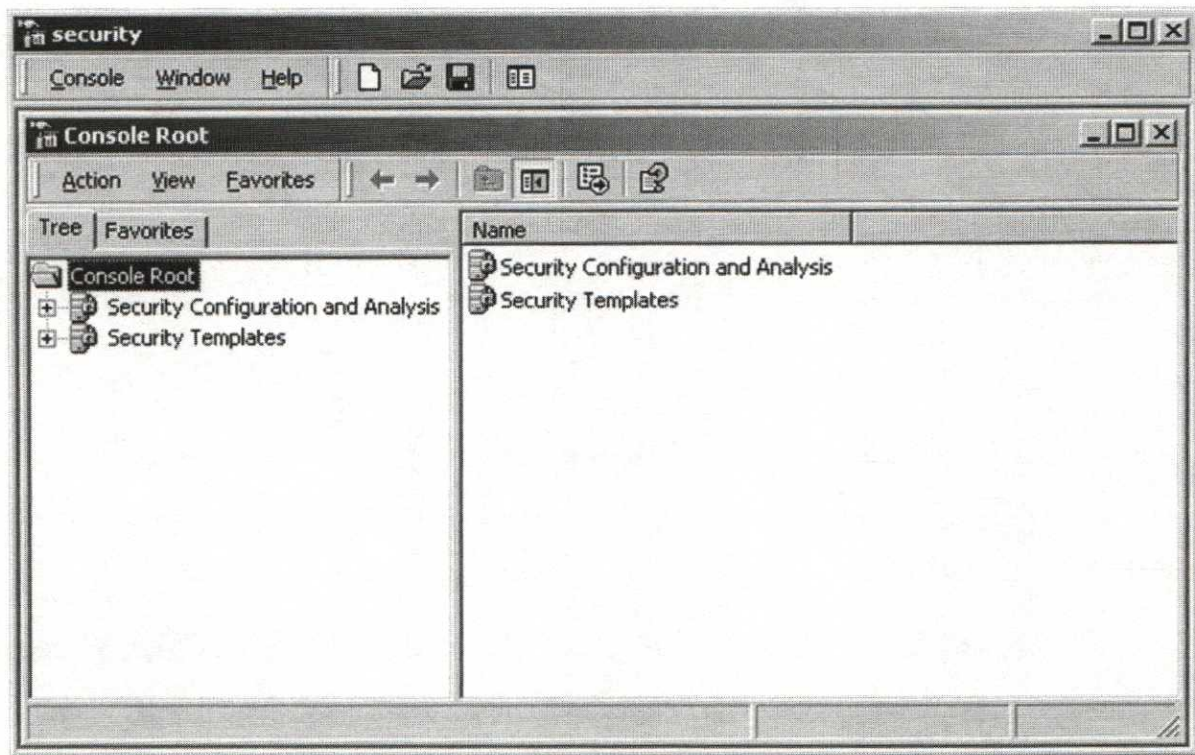 security
Console Window Help
Console Root
Action View Favorites
Tree Favorites
Console Root
Security Configuration and Analysis
Security Templates
Name
Security Configuration and Analysis
Security Templates